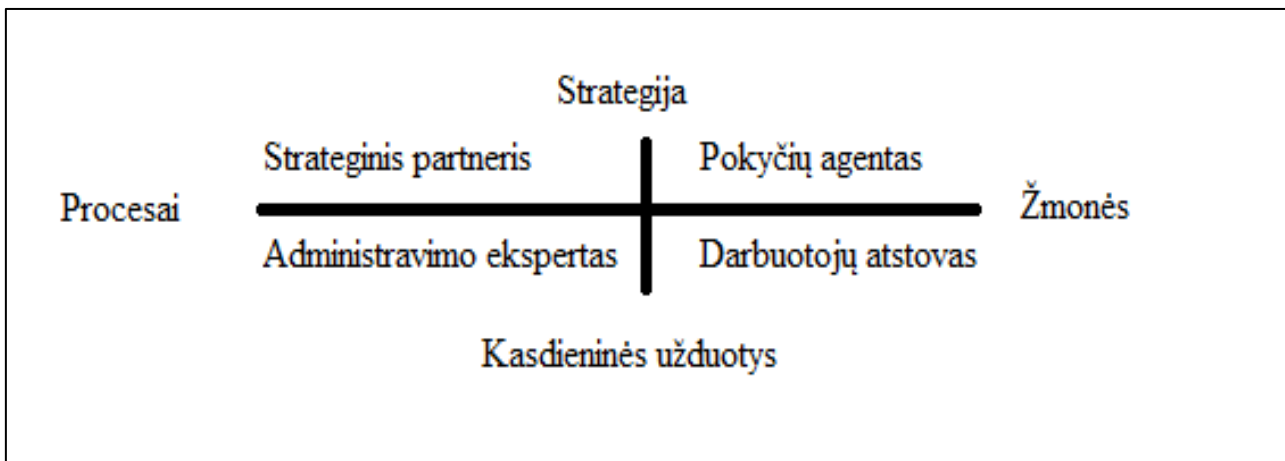 Strategija
Strateginis partneris
Pokyčių agentas
Procesai
Žmonės
Administravimo ekspertas
Darbuotojų atstovas
Kasdieninės užduotys